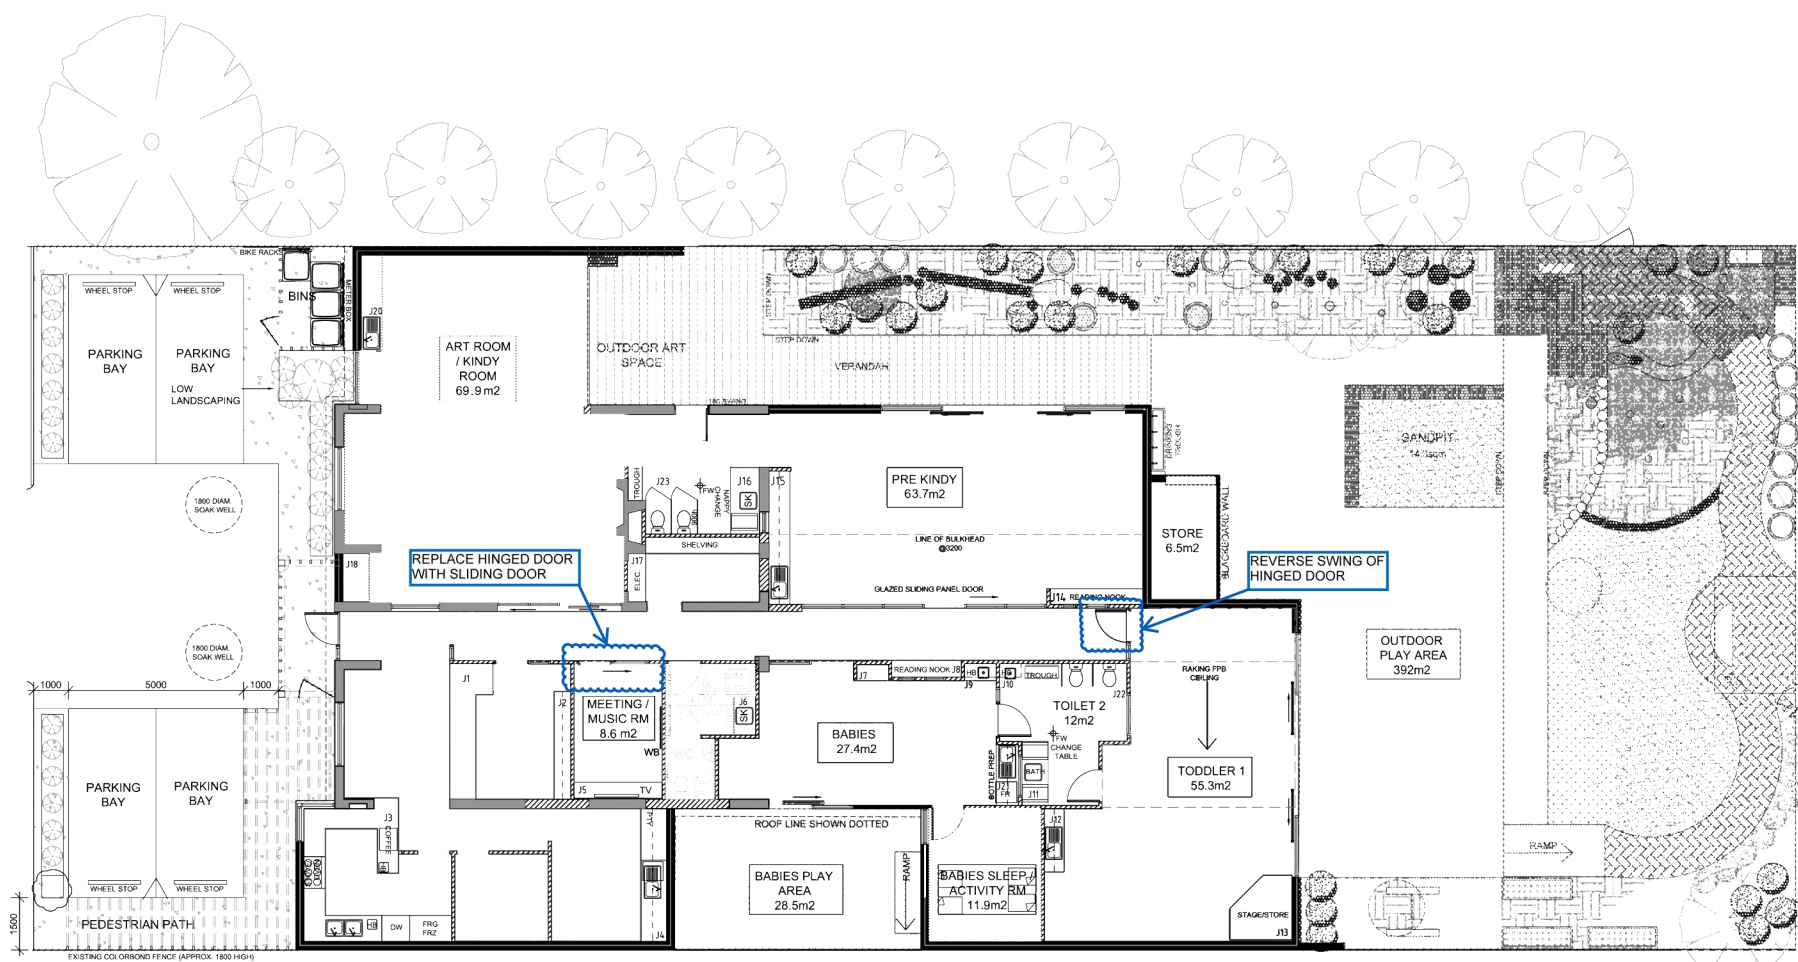 BIKE RACKS
WHEEL STOP
WHEEL STOP
BINS
METER BOX
J20
PARKING
BAY
PARKING
BAY
LOW
LANDSCAPING
ART ROOM
/ KINDY
ROOM
69.9 m2
OUTDOOR ART
SPACE
STEP DOWN
VERANDAH
STEP DOWN
DRINKING
TROUGH
SANDPIT
STEP DOWN
1800 DIAM.
SOAK WELL
TROUGH
J23
FW
NAPPY
CHANGE
J16
SK
J15
PRE KINDY
63.7m2
LINE OF BULKHEAD
@3200
STORE
6.5m2
BLACKBOARD WALL
SHELVING
J18
J17
ELEC.
REPLACE HINGED DOOR
WITH SLIDING DOOR
GLAZED SLIDING PANEL DOOR
J14
READING NOOK
REVERSE SWING OF
HINGED DOOR
1800 DIAM.
SOAK WELL
OUTDOOR
PLAY AREA
392m2
1000
5000
1000
J1
J2
MEETING /
MUSIC RM
8.6 m2
WB
J6
SK
J5
TV
J7
READING NOOK
J8
J9
HB
HB
J10
TROUGH
J22
TOILET 2
12m2
FW
CHANGE
TABLE
BATH
J11
BOTTLE PREP
J21
FR
BABIES
27.4m2
RAKING FPB
CEILING
TODDLER 1
55.3m2
PARKING
BAY
PARKING
BAY
J3
COFFEE
HB
ROOF LINE SHOWN DOTTED
J12
RAMP
BABIES PLAY
AREA
28.5m2
RAMP
BABIES SLEEP /
ACTIVITY RM
11.9m2
STAGE/STORE
J13
WHEEL STOP
WHEEL STOP
1500
PEDESTRIAN PATH
HB
DW
FRG
FRZ
J4
EXISTING COLORBOND FENCE (APPROX. 1800 HIGH)